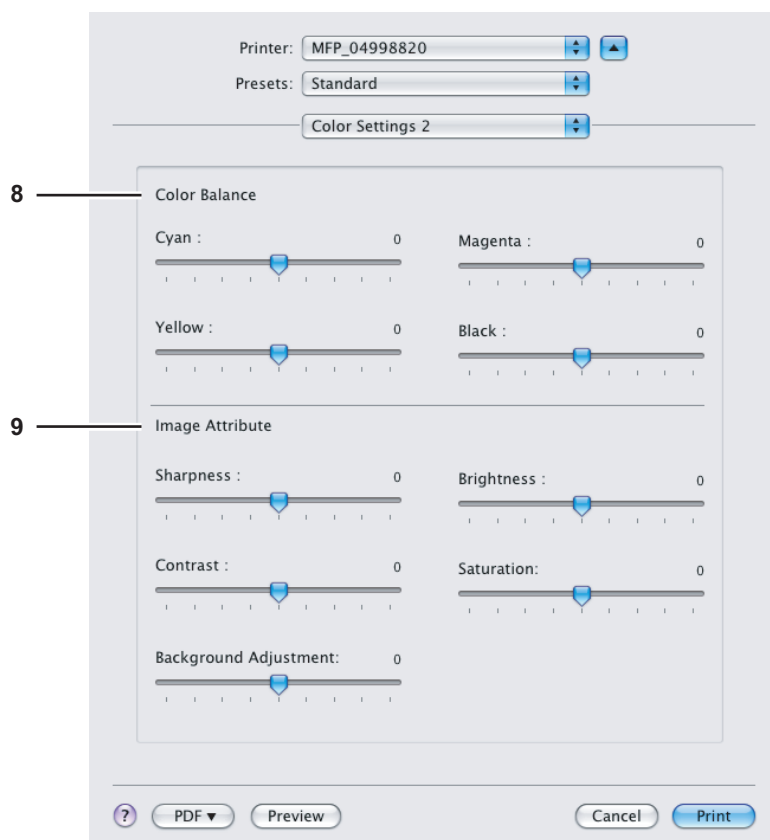 Printer: MFP_04998820
Presets: Standard
Color Settings 2
8 Color Balance
Cyan : 0 Magenta : 0
Yellow : 0 Black : 0
9 Image Attribute
Sharpness : 0 Brightness : 0
Contrast : 0 Saturation: 0
Background Adjustment: 0
? PDF ▼ Preview Cancel Print